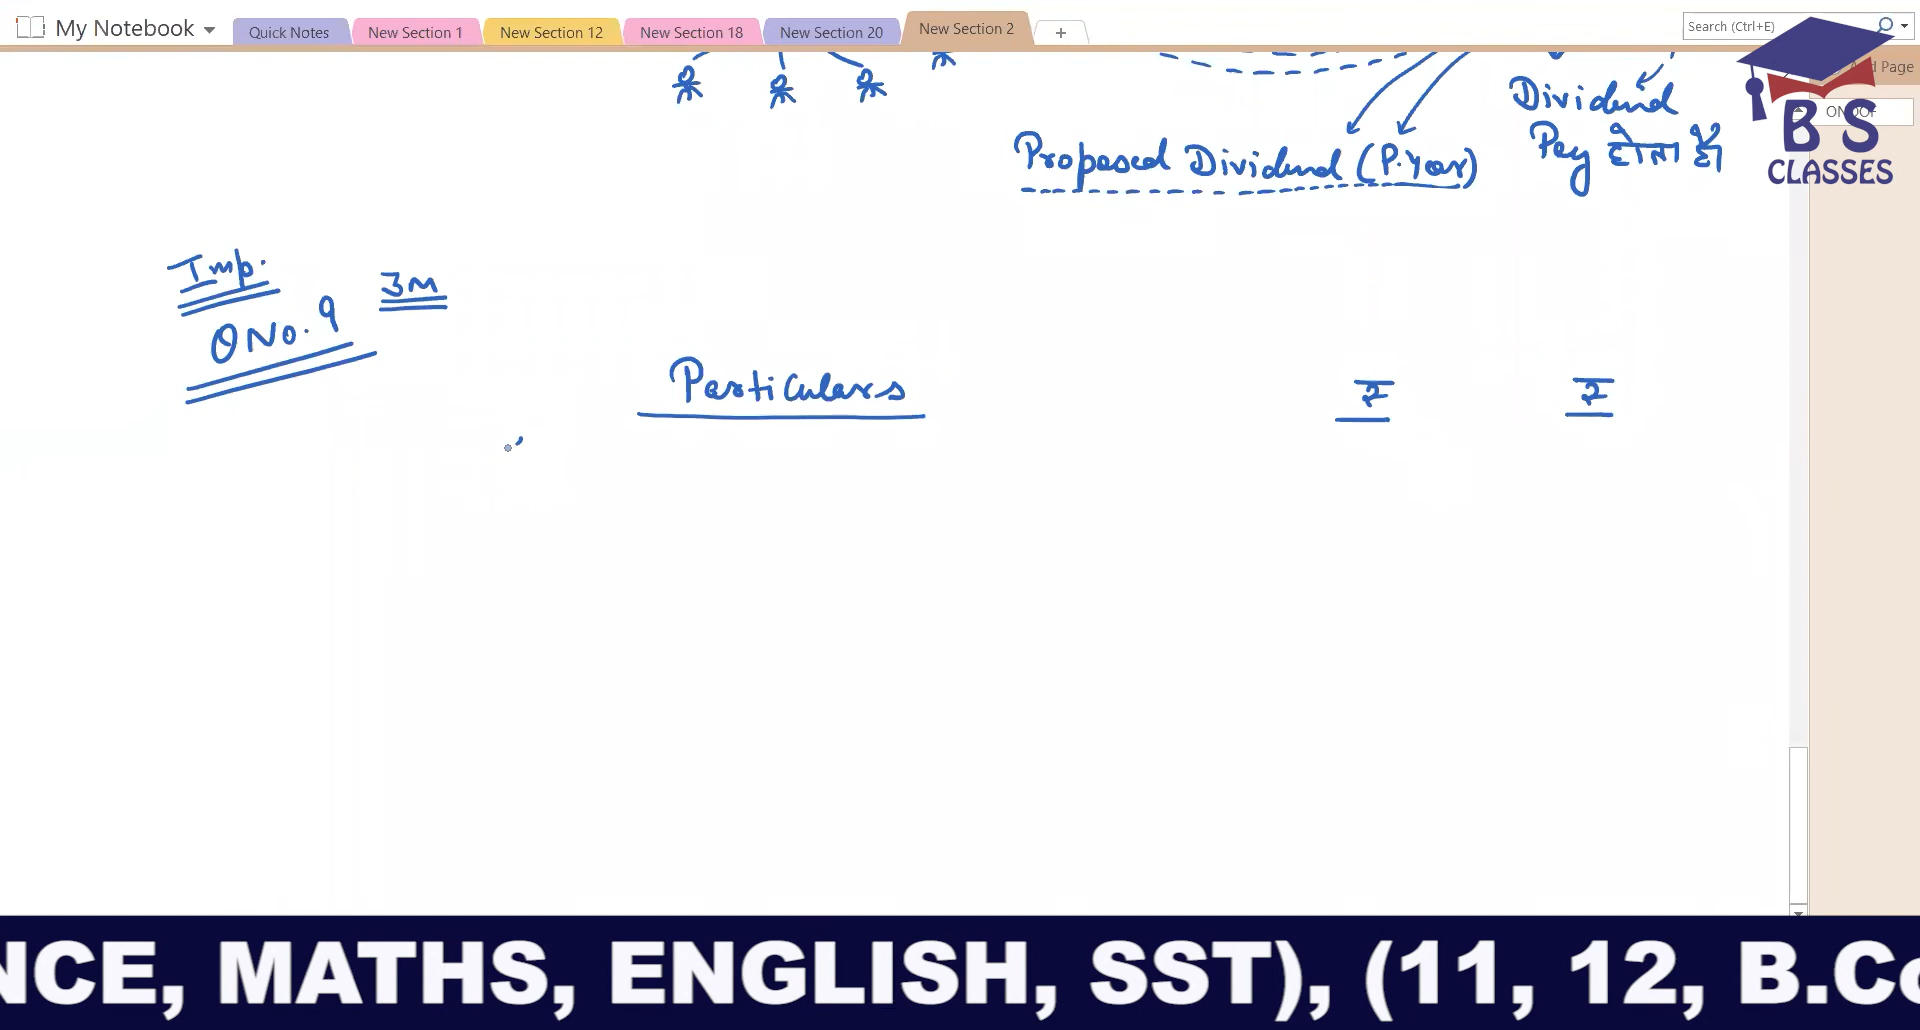 My Notebook
Quick Notes
New Section 1
New Section 12
New Section 18
New Section 20
New Section 2
+
Search (Ctrl+E)
d Page
BS
CLASSES
Dividend
Pay होता है
Proposed Dividend (P.Year)
Imp.
Q No. 9
3M
Particulars
₹
₹
NCE, MATHS, ENGLISH, SST), (11, 12, B.Co